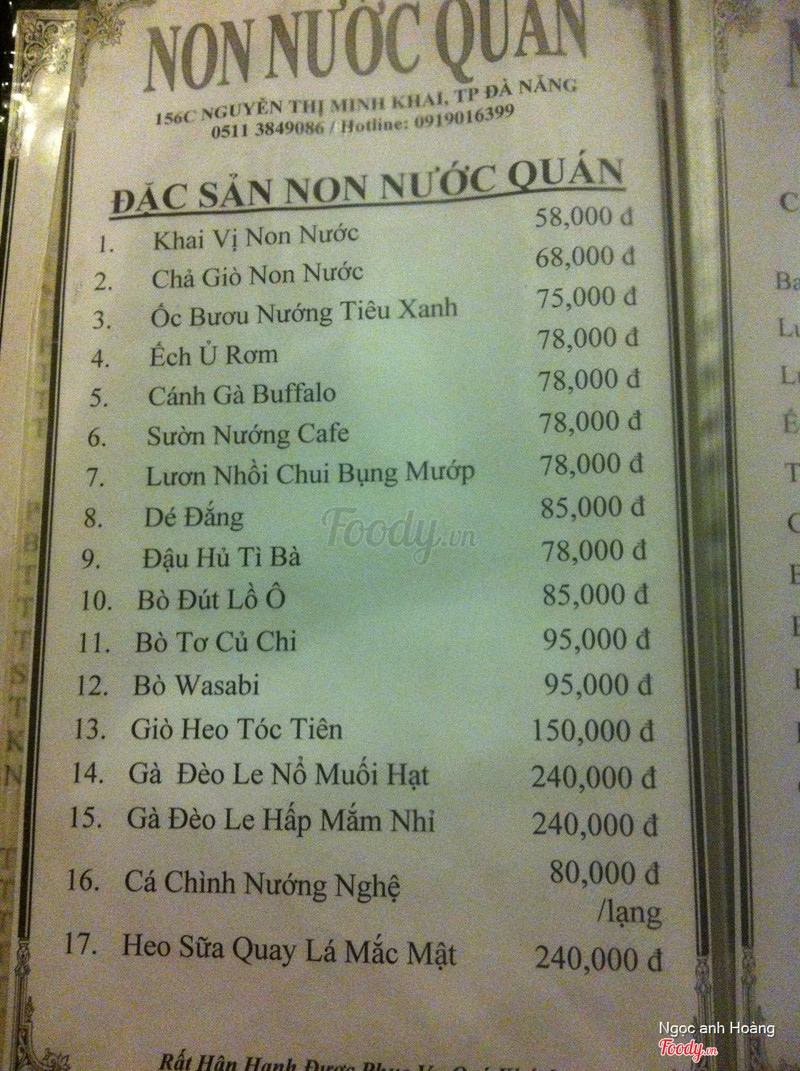 NON NƯỚC QUÁN
156C NGUYỄN THỊ MINH KHAI, TP ĐÀ NẴNG
0511 3849086 / Hotline: 0919016399
ĐẶC SẢN NON NƯỚC QUÁN
1. Khai Vị Non Nước 58,000 đ
2. Chả Giò Non Nước 68,000 đ
3. Ốc Bươu Nướng Tiêu Xanh 75,000 đ
4. Ếch Ủ Rơm 78,000 đ
5. Cánh Gà Buffalo 78,000 đ
6. Sườn Nướng Cafe 78,000 đ
7. Lươn Nhồi Chui Bụng Mướp 78,000 đ
8. Dé Đắng 85,000 đ
9. Đậu Hủ Tì Bà 78,000 đ
10. Bò Đút Lồ Ô 85,000 đ
11. Bò Tơ Củ Chi 95,000 đ
12. Bò Wasabi 95,000 đ
13. Giò Heo Tóc Tiên 150,000 đ
14. Gà Đèo Le Nổ Muối Hạt 240,000 đ
15. Gà Đèo Le Hấp Mắm Nhỉ 240,000 đ
16. Cá Chình Nướng Nghệ 80,000 đ
/lạng
17. Heo Sữa Quay Lá Mắc Mật 240,000 đ
Rất Hân Hạnh Được
Foody.vn
Ngọc anh Hoàng
Foody.vn